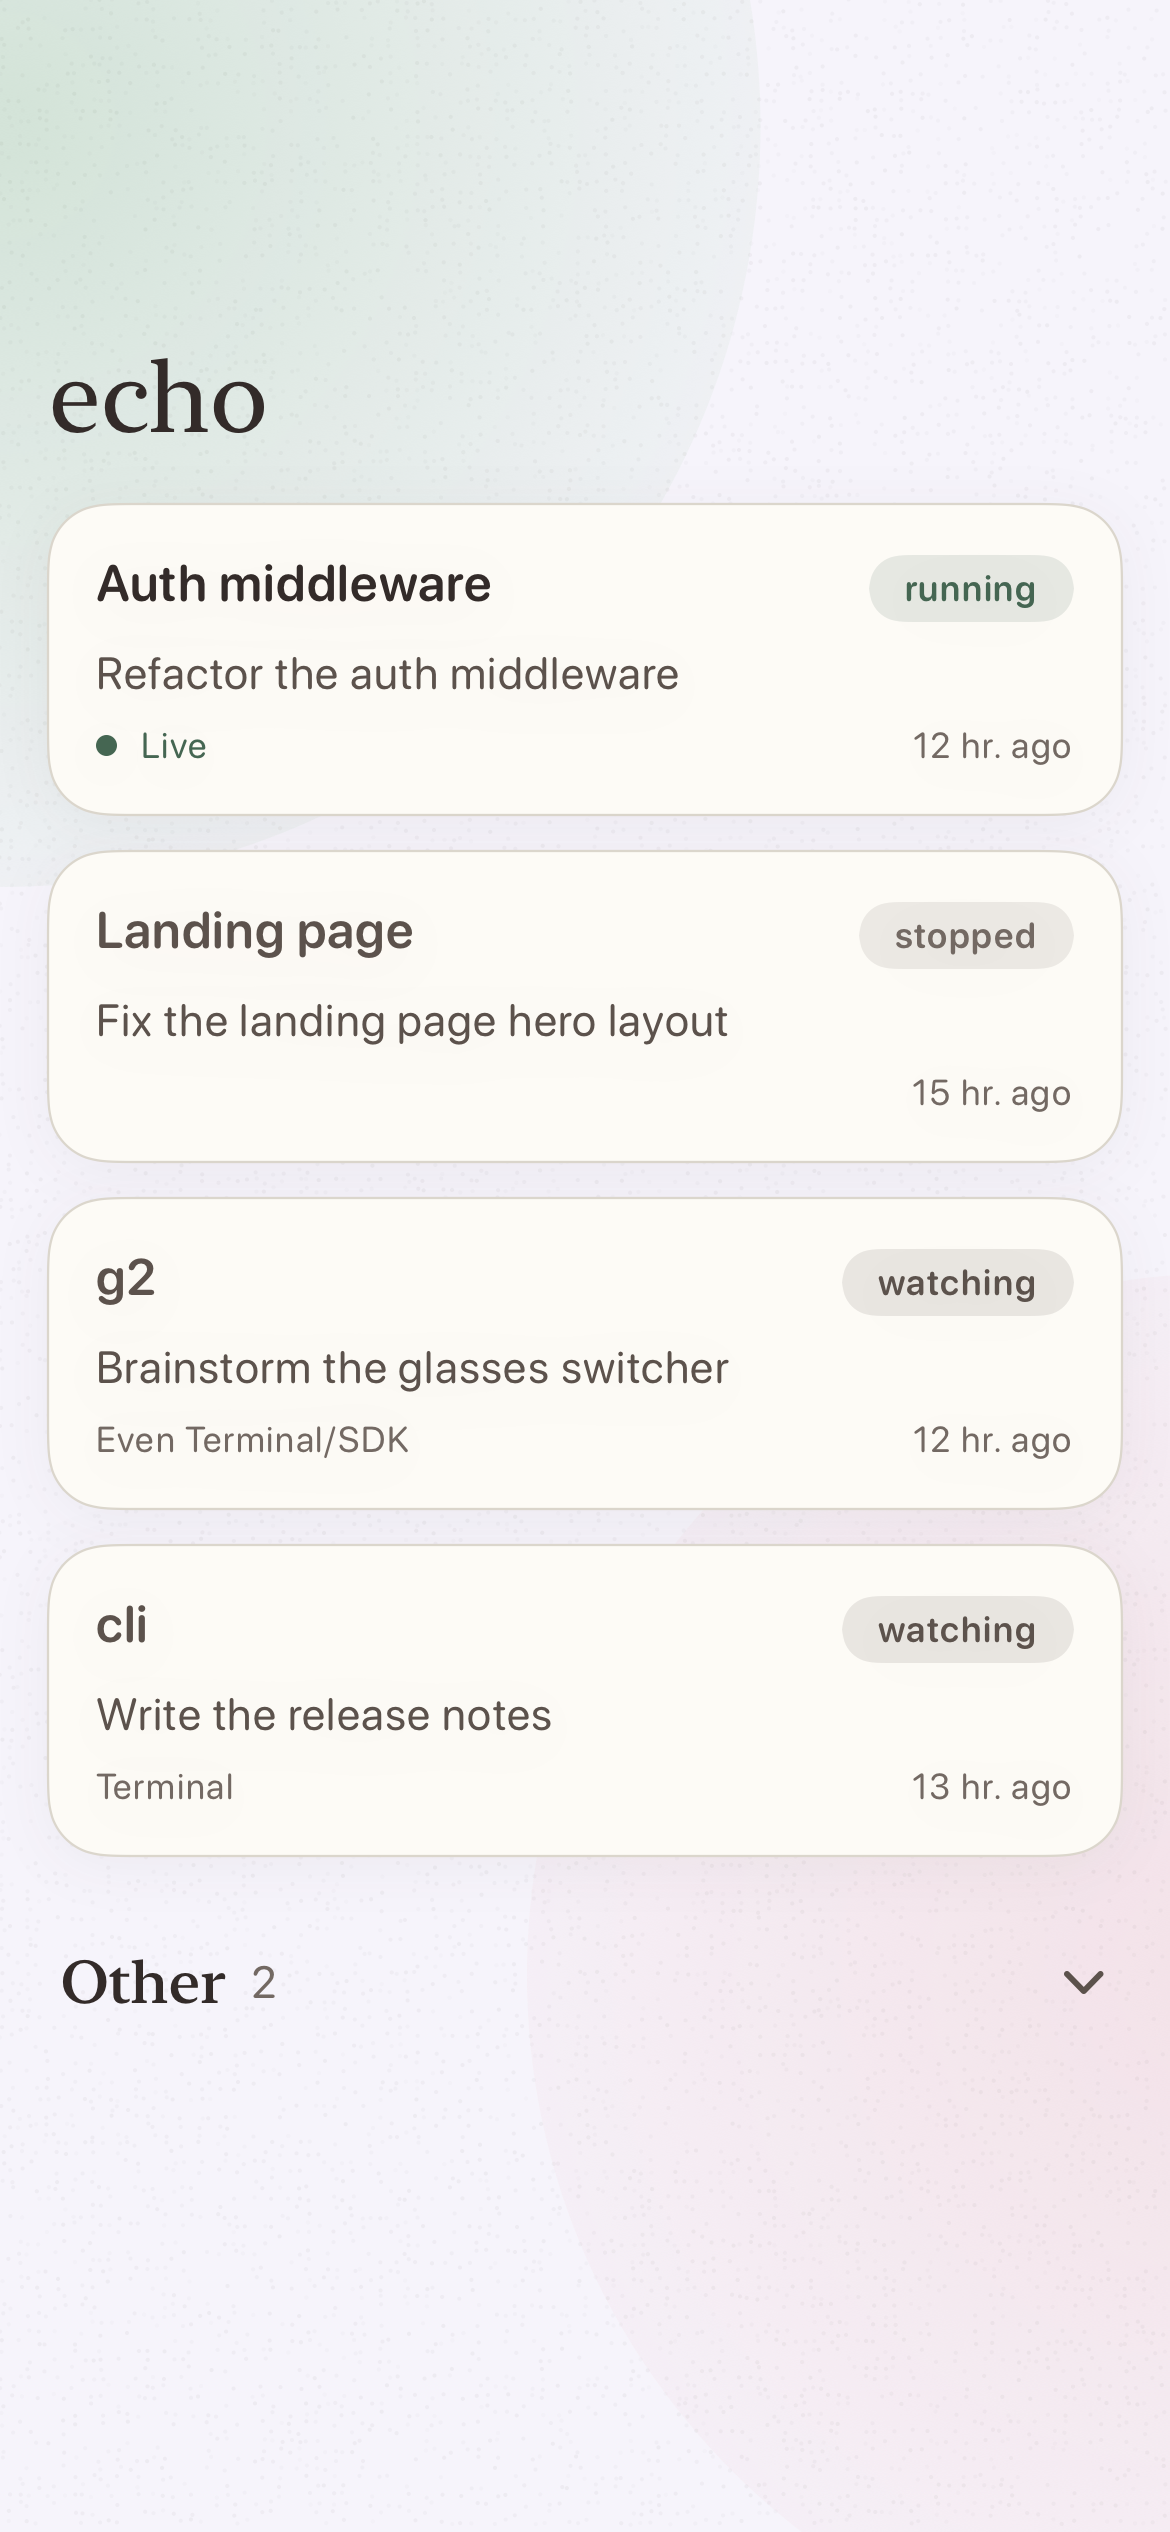 echo
Auth middleware
running
Refactor the auth middleware
Live
12 hr. ago
Landing page
stopped
Fix the landing page hero layout
15 hr. ago
g2
watching
Brainstorm the glasses switcher
Even Terminal/SDK
12 hr. ago
cli
watching
Write the release notes
Terminal
13 hr. ago
Other 2